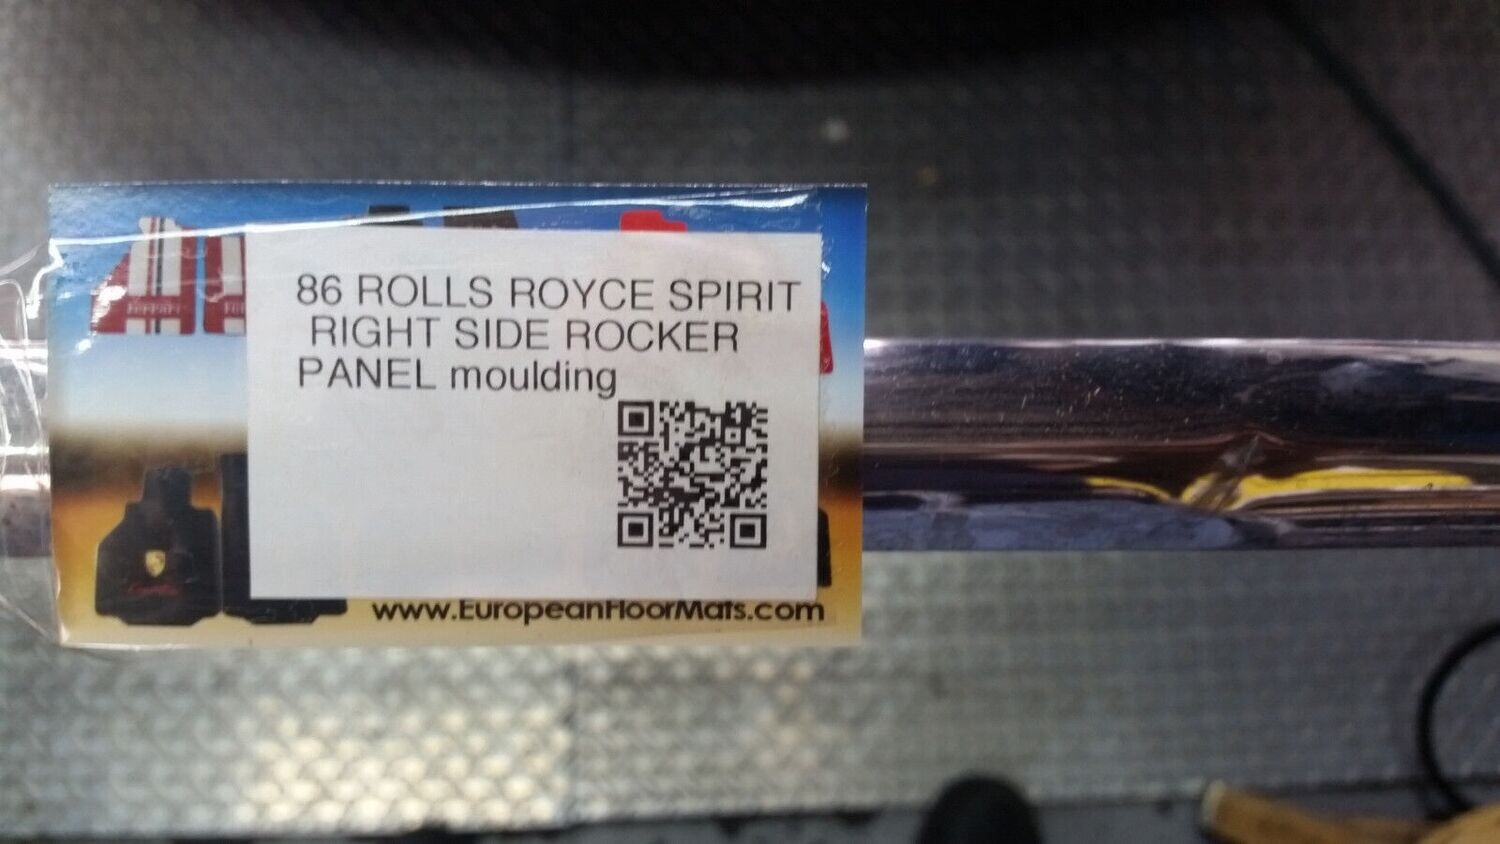 86 ROLLS ROYCE SPIRIT
RIGHT SIDE ROCKER
PANEL moulding
www.EuropeanFloorMats.com